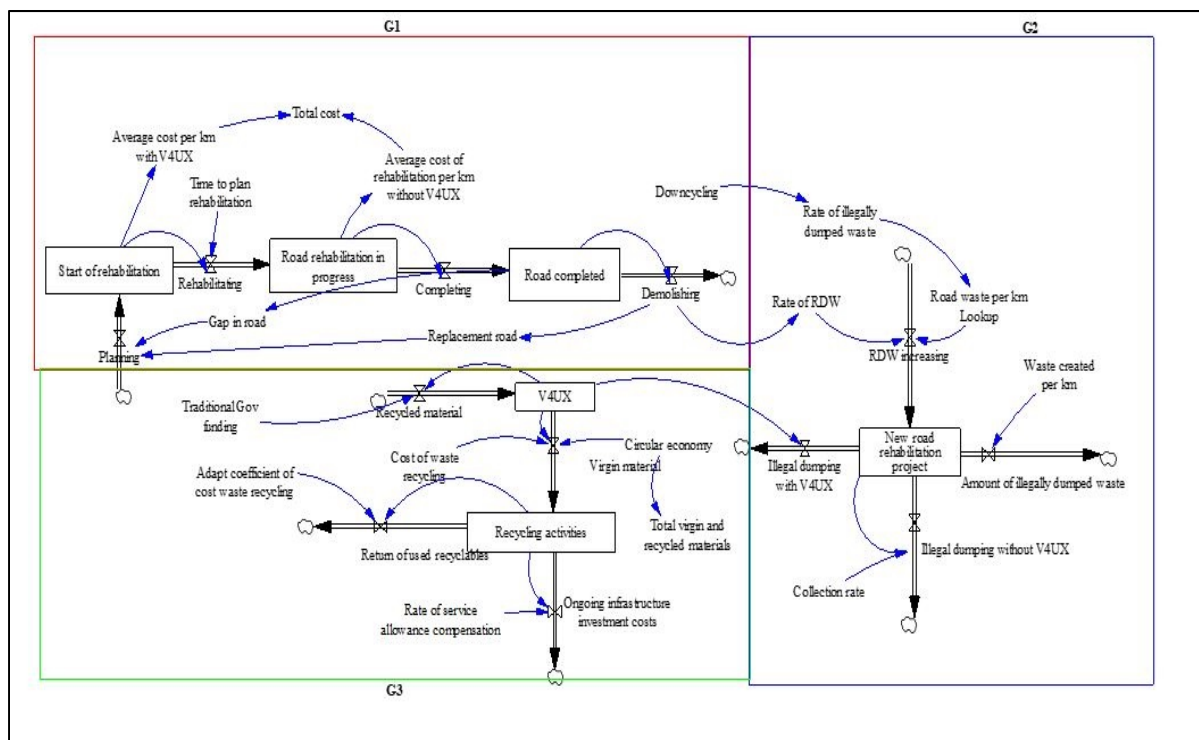 G1
G2
Total cost
Average cost per km
with V4UX
Average cost of
rehabilitation per km
without V4UX
Time to plan
rehabilitation
Downcycling
Rate of illegally
dumped waste
Start of rehabilitation
Rehabilitating
Road rehabilitation in
progress
Completing
Road completed
Demolishing
Rate of RDW
Road waste per km
Lookup
Gap in road
Replacement road
Planning
RDW increasing
Waste created
per km
Traditional Gov
funding
Recycled material
V4UX
Cost of waste
recycling
Circular economy
Virgin material
Adapt coefficient of
cost waste recycling
Illegal dumping
with V4UX
New road
rehabilitation
project
Amount of illegally dumped waste
Recycling activities
Return of used recyclables
Total virgin and
recycled materials
Illegal dumping without V4UX
Collection rate
Rate of service
allowance compensation
Ongoing infrastructure
investment costs
G3